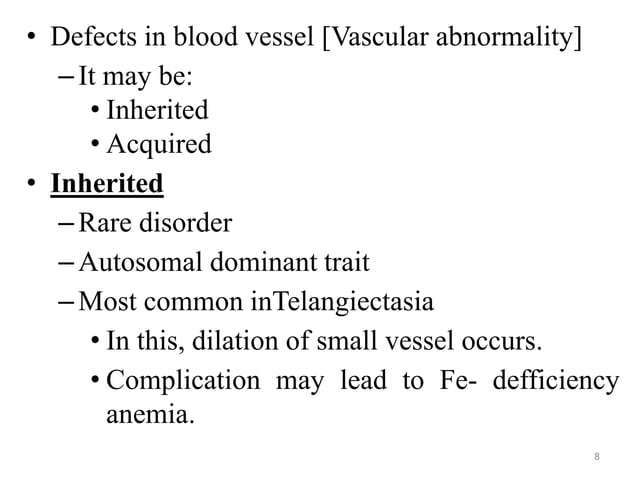 • Defects in blood vessel [Vascular abnormality]
–It may be:
• Inherited
• Acquired
• Inherited
–Rare disorder
–Autosomal dominant trait
–Most common inTelangiectasia
• In this, dilation of small vessel occurs.
• Complication may lead to Fe- defficiency
anemia.
8